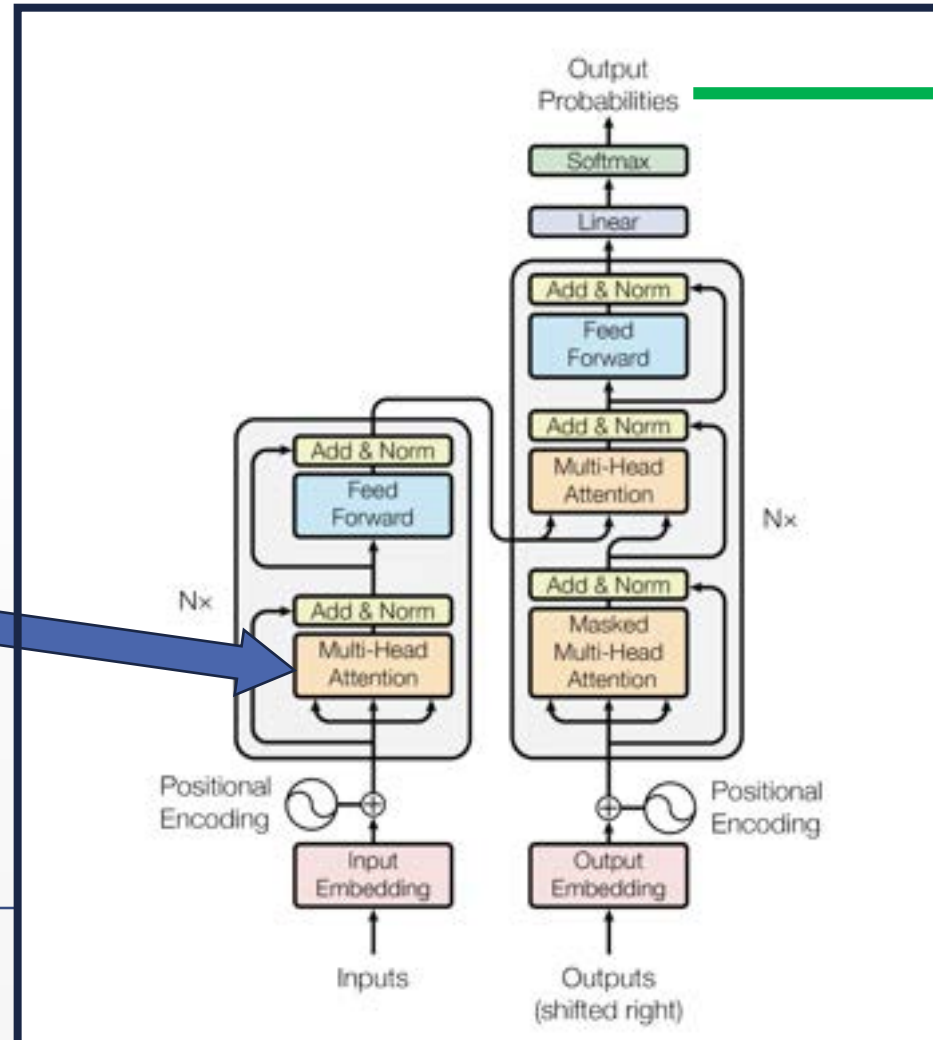 Output
Probabilities
Softmax
Linear
Add & Norm
Feed
Forward
Add & Norm
Multi-Head
Attention
Add & Norm
Masked
Multi-Head
Attention
Nx
Add & Norm
Feed
Forward
Add & Norm
Multi-Head
Attention
Nx
Positional
Encoding
Positional
Encoding
Input
Embedding
Output
Embedding
Inputs
Outputs
(shifted right)